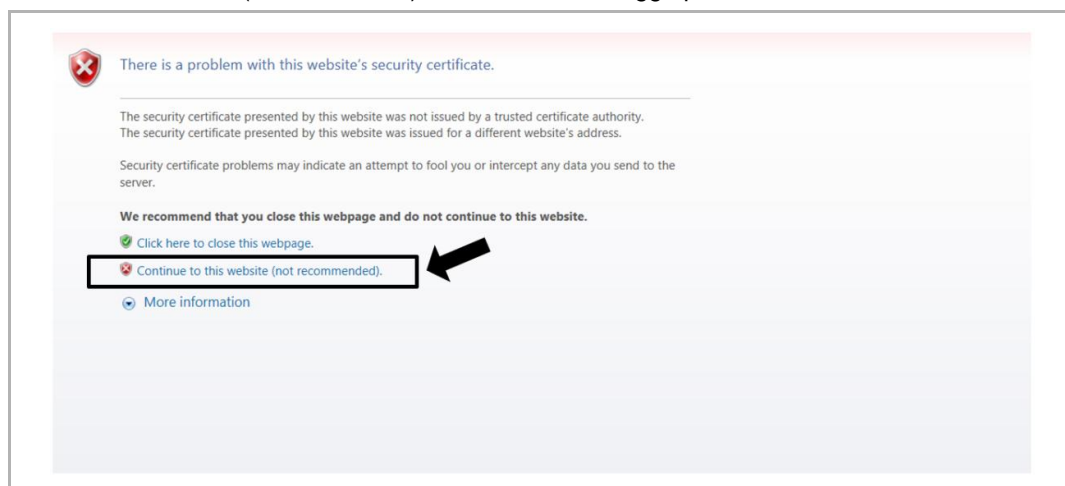 There is a problem with this website's security certificate.
The security certificate presented by this website was not issued by a trusted certificate authority.
The security certificate presented by this website was issued for a different website's address.
Security certificate problems may indicate an attempt to fool you or intercept any data you send to the
server.
We recommend that you close this webpage and do not continue to this website.
Click here to close this webpage.
Continue to this website (not recommended).
More information